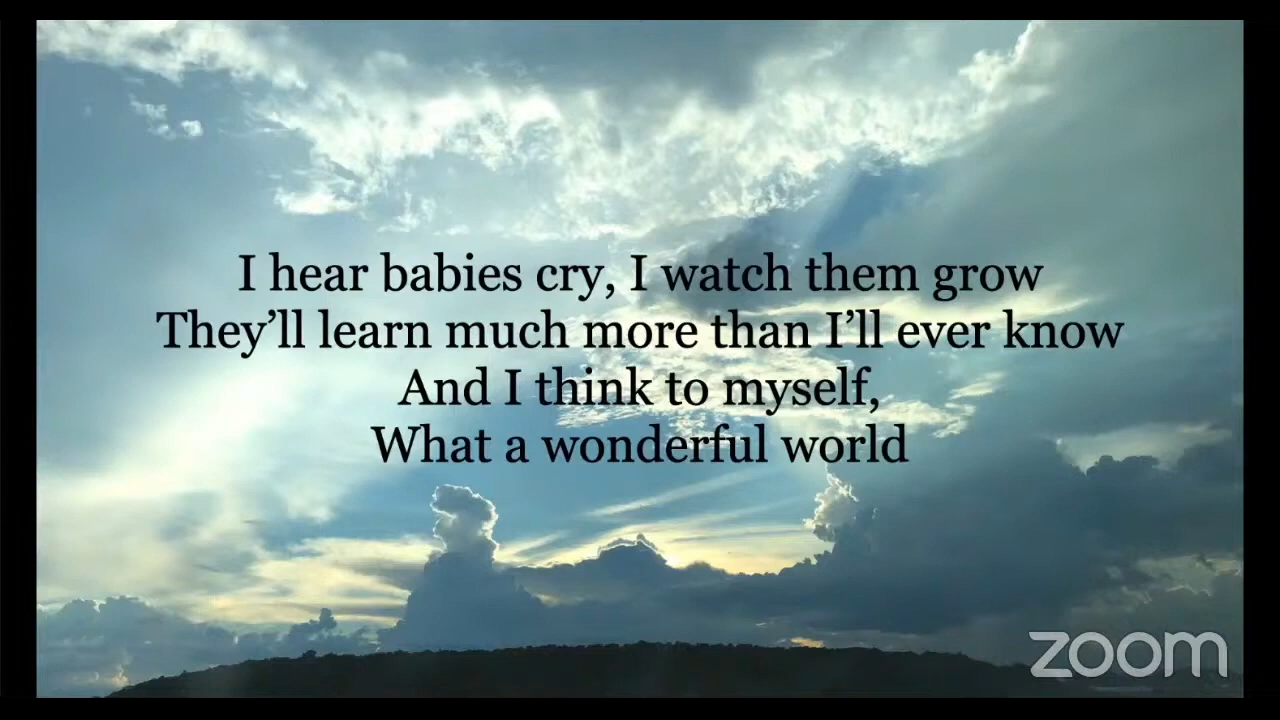 I hear babies cry, I watch them grow
They’ll learn much more than I’ll ever know
And I think to myself,
What a wonderful world
zoom